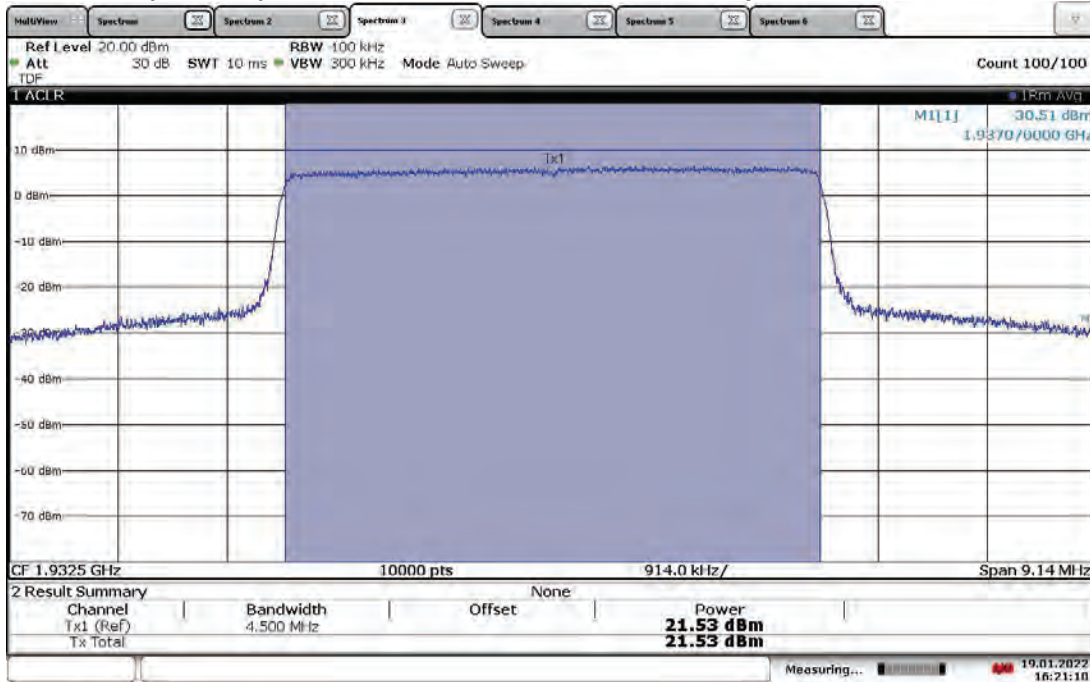 MultiView Spectrum Spectrum 2 Spectrum 3 Spectrum 4 Spectrum 5 Spectrum 6
Ref Level 20.00 dBm RBW 100 kHz
Att 30 dB SWT 10 ms VBW 300 kHz Mode Auto Sweep Count 100/100
TDF
1 ACLR 1Rm Avg
M1[1] 30.51 dBm
1.937070000 GHz
10 dBm
Tx1
0 dBm
-10 dBm
-20 dBm
-30 dBm
-40 dBm
-50 dBm
-60 dBm
-70 dBm
CF 1.9325 GHz 10000 pts 914.0 kHz/ Span 9.14 MHz
2 Result Summary None
Channel Bandwidth Offset Power
Tx1 (Ref) 4.500 MHz 21.53 dBm
Tx Total 21.53 dBm
Measuring... 19.01.2022
16:21:10